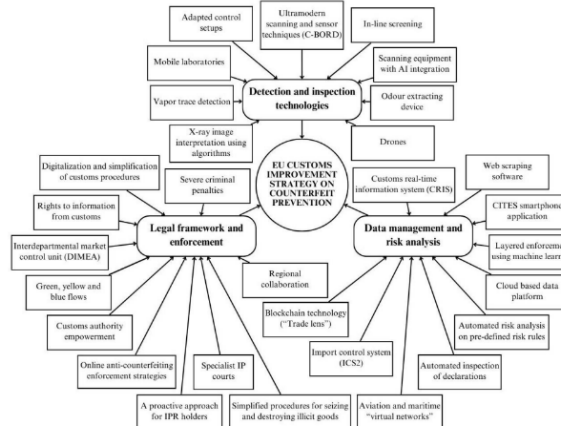 Adapted control
setups
Ultramodern
scanning and sensor
techniques (C-BORD)
In-line screening
Mobile laboratories
Scanning equipment
with AI integration
Detection and inspection
technologies
Vapor trace detection
Odour extracting
device
X-ray image
interpretation using
algorithms
Drones
EU CUSTOMS
IMPROVEMENT
STRATEGY ON
COUNTERFEIT
PREVENTION
Digitalization and simplification
of customs procedures
Severe criminal
penalties
Customs real-time
information system (CRIS)
Web scraping
software
Rights to information
from customs
CITES smartphone
application
Legal framework and
enforcement
Data management and
risk analysis
Interdepartmental market
control unit (DIMEA)
Layered enforcement
using machine learn
Green, yellow and
blue flows
Regional
collaboration
Cloud based data
platform
Customs authority
empowerment
Blockchain technology
("Trade lens")
Automated risk analysis
on pre-defined risk rules
Online anti-counterfeiting
enforcement strategies
Specialist IP
courts
Import control system
(ICS2)
Automated inspection
of declarations
A proactive approach
for IPR holders
Simplified procedures for seizing
and destroying illicit goods
Aviation and maritime
"virtual networks"